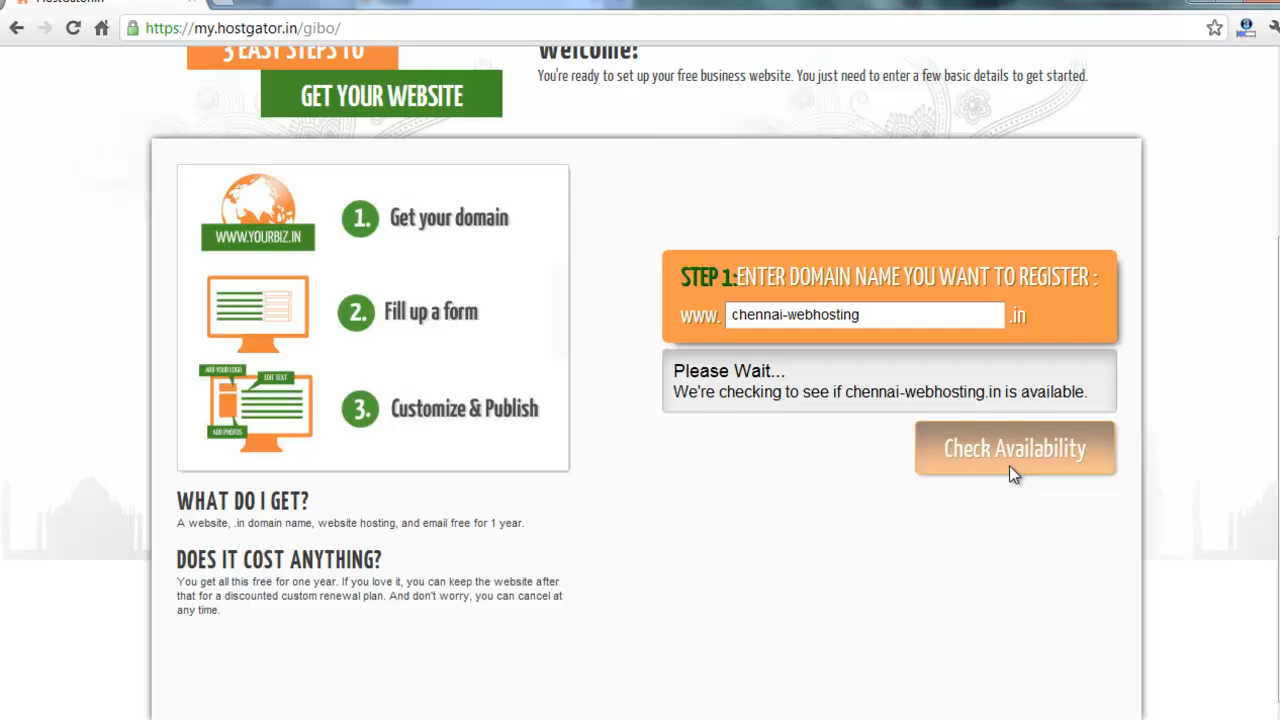 HostGator.in
https://my.hostgator.in/gibo/
3 EASY STEPS TO
GET YOUR WEBSITE
Welcome!
You're ready to set up your free business website. You just need to enter a few basic details to get started.
WWW.YOURBIZ.IN
1. Get your domain
2. Fill up a form
ADD YOUR LOGO
EDIT TEXT
ADD PHOTOS
3. Customize & Publish
WHAT DO I GET?
A website, .in domain name, website hosting, and email free for 1 year.
DOES IT COST ANYTHING?
You get all this free for one year. If you love it, you can keep the website after
that for a discounted custom renewal plan. And don't worry, you can cancel at
any time.
STEP 1:ENTER DOMAIN NAME YOU WANT TO REGISTER :
www. chennai-webhosting .in
Please Wait...
We're checking to see if chennai-webhosting.in is available.
Check Availability